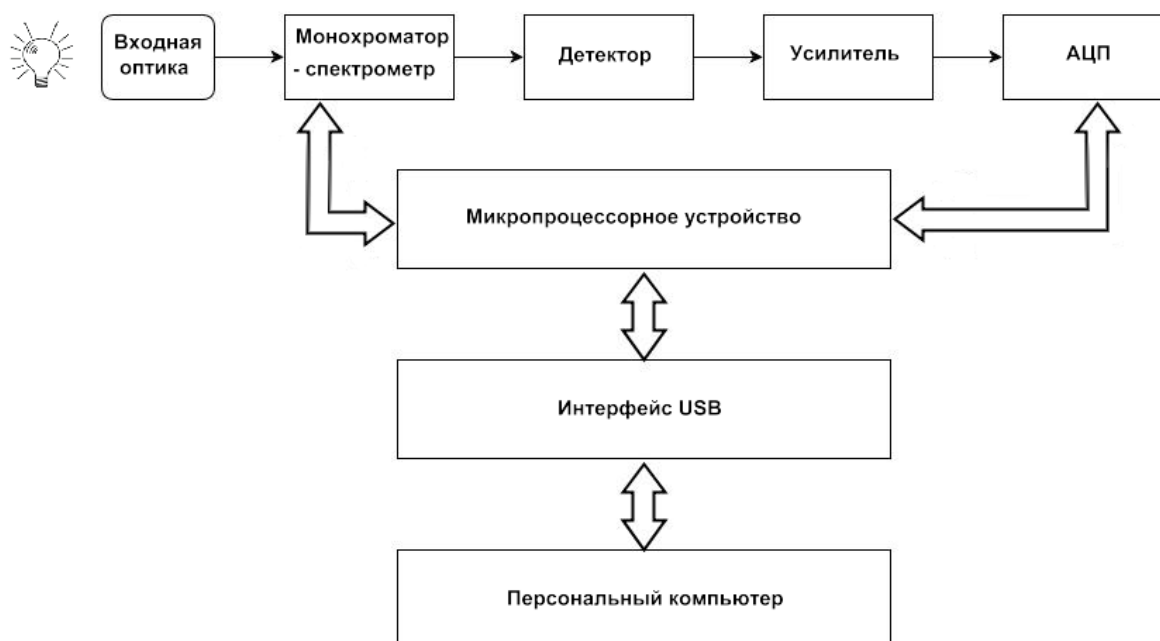 Входная
оптика
Монохроматор
- спектрометр
Детектор
Усилитель
АЦП
Микропроцессорное устройство
Интерфейс USB
Персональный компьютер